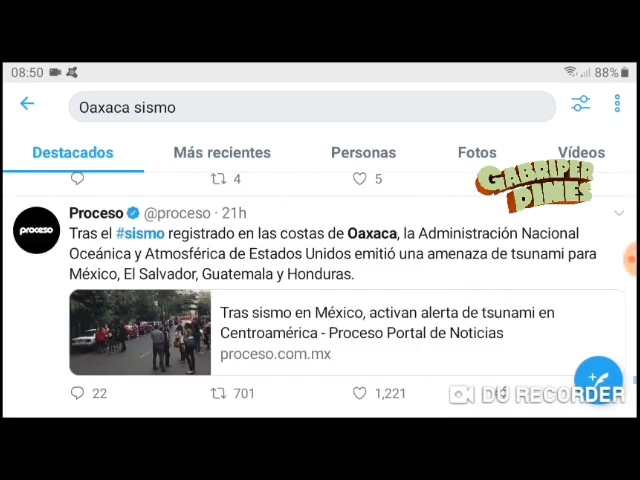 08:50 88%
Oaxaca sismo
Destacados Más recientes Personas Fotos Vídeos
4 5
GABRIPER
PINES
Proceso @proceso · 21h
proceso
Tras el #sismo registrado en las costas de Oaxaca, la Administración Nacional
Oceánica y Atmosférica de Estados Unidos emitió una amenaza de tsunami para
México, El Salvador, Guatemala y Honduras.
Tras sismo en México, activan alerta de tsunami en
Centroamérica - Proceso Portal de Noticias
proceso.com.mx
22 701 1,221
DU RECORDER